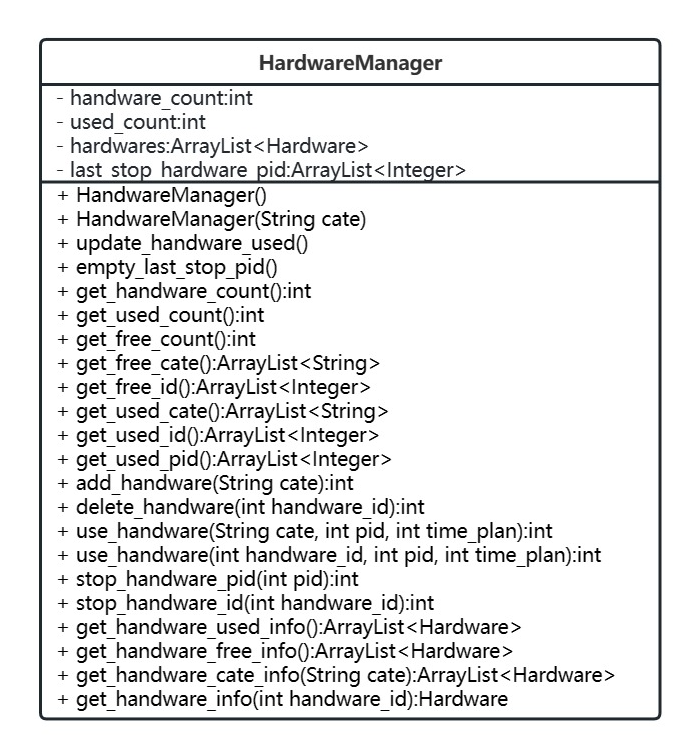 HardwareManager
- handware_count:int
- used_count:int
- hardwares:ArrayList<Hardware>
- last_stop_hardware_pid:ArrayList<Integer>
+ HandwareManager()
+ HandwareManager(String cate)
+ update_handware_used()
+ empty_last_stop_pid()
+ get_handware_count():int
+ get_used_count():int
+ get_free_count():int
+ get_free_cate():ArrayList<String>
+ get_free_id():ArrayList<Integer>
+ get_used_cate():ArrayList<String>
+ get_used_id():ArrayList<Integer>
+ get_used_pid():ArrayList<Integer>
+ add_handware(String cate):int
+ delete_handware(int handware_id):int
+ use_handware(String cate, int pid, int time_plan):int
+ use_handware(int handware_id, int pid, int time_plan):int
+ stop_handware_pid(int pid):int
+ stop_handware_id(int handware_id):int
+ get_handware_used_info():ArrayList<Hardware>
+ get_handware_free_info():ArrayList<Hardware>
+ get_handware_cate_info(String cate):ArrayList<Hardware>
+ get_handware_info(int handware_id):Hardware